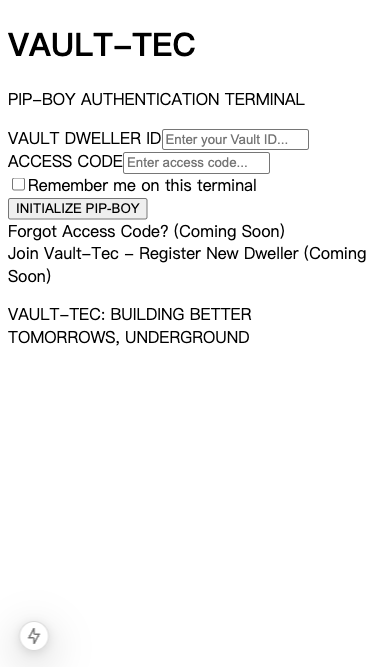 VAULT-TEC
PIP-BOY AUTHENTICATION TERMINAL
VAULT DWELLER ID Enter your Vault ID...
ACCESS CODE Enter access code...
Remember me on this terminal
INITIALIZE PIP-BOY
Forgot Access Code? (Coming Soon)
Join Vault-Tec - Register New Dweller (Coming
Soon)
VAULT-TEC: BUILDING BETTER
TOMORROWS, UNDERGROUND